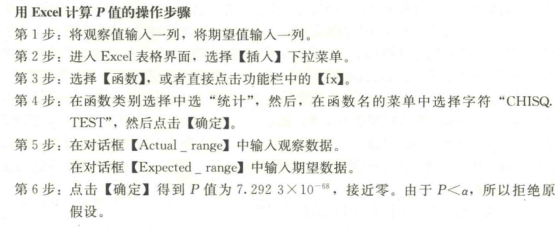 用 Excel 计算 P 值的操作步骤
第 1 步：将观察值输入一列，将期望值输入一列。
第 2 步：进入 Excel 表格界面，选择【插入】下拉菜单。
第 3 步：选择【函数】，或者直接点击功能栏中的【fx】。
第 4 步：在函数类别选择中选“统计”，然后，在函数名的菜单中选择字符“CHISQ.
TEST”，然后点击【确定】。
第 5 步：在对话框【Actual _ range】中输入观察数据。
在对话框【Expected _ range】中输入期望数据。
第 6 步：点击【确定】得到 P 值为 7.292 3×10⁻⁶⁸，接近零。由于 P<α，所以拒绝原
假设。